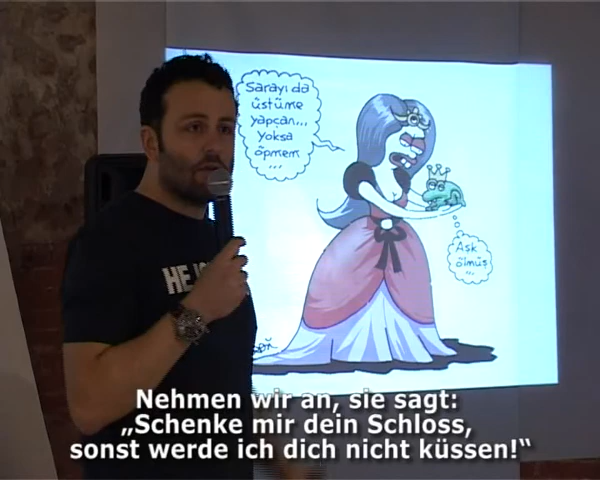 Sarayı da
üstüme
yapcan...
yoksa
öpmem
...
Aşk
ölmüş
...
HE
Nehmen wir an, sie sagt:
„Schenke mir dein Schloss,
sonst werde ich dich nicht küssen!“